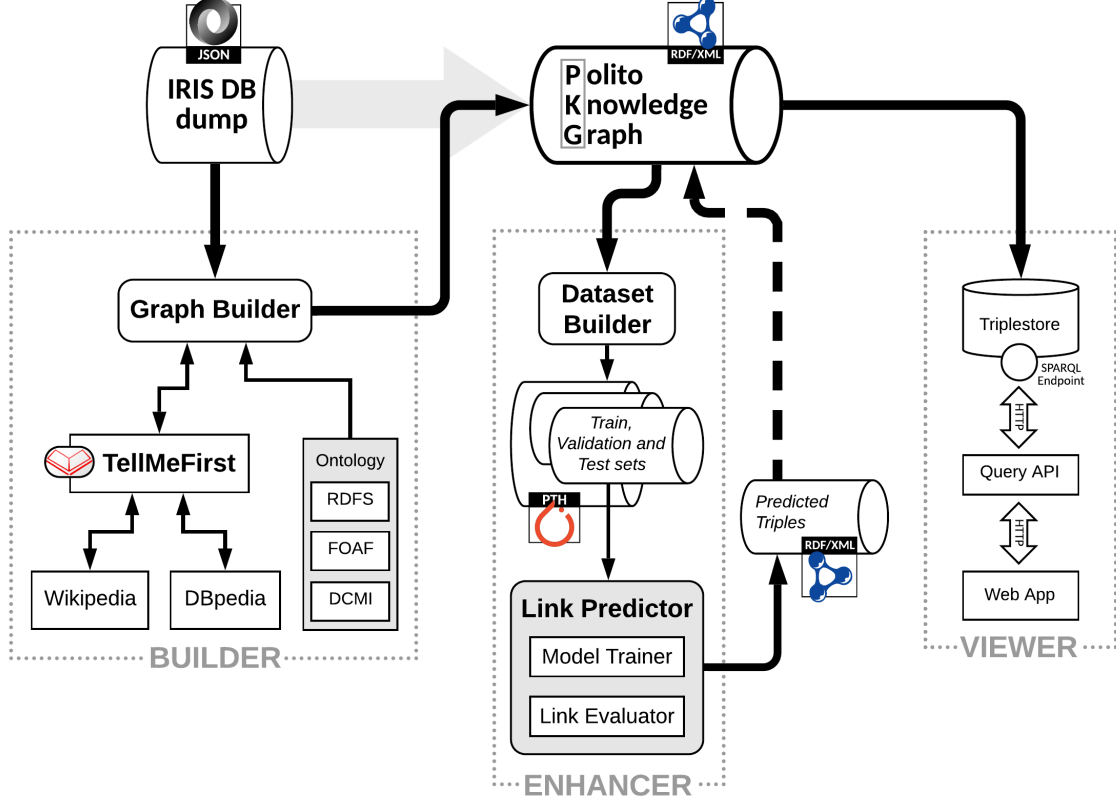 JSON
IRIS DB
dump
RDF/XML
Polito
Knowledge
Graph
Graph Builder
TellMeFirst
Wikipedia
DBpedia
Ontology
RDFS
FOAF
DCMI
BUILDER
Dataset
Builder
Train,
Validation and
Test sets
PTH
Link Predictor
Model Trainer
Link Evaluator
Predicted
Triples
RDF/XML
ENHANCER
Triplestore
SPARQL
Endpoint
HTTP
Query API
HTTP
Web App
VIEWER